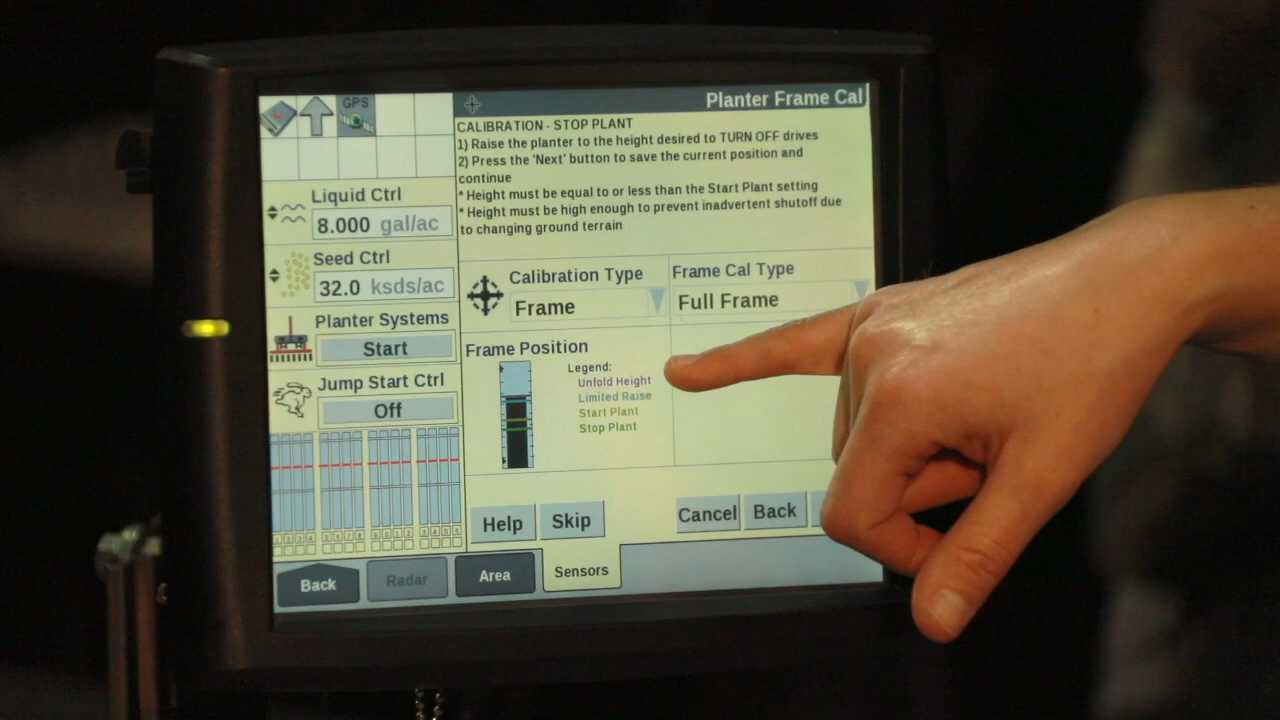 GPS
Planter Frame Cal
CALIBRATION - STOP PLANT
1) Raise the planter to the height desired to TURN OFF drives
2) Press the 'Next' button to save the current position and
continue
* Height must be equal to or less than the Start Plant setting
* Height must be high enough to prevent inadvertent shutoff due
to changing ground terrain
Liquid Ctrl
8.000 gal/ac
Seed Ctrl
32.0 ksds/ac
Planter Systems
Start
Jump Start Ctrl
Off
Calibration Type
Frame
Frame Cal Type
Full Frame
Frame Position
Legend:
Unfold Height
Limited Raise
Start Plant
Stop Plant
Help
Skip
Cancel
Back
Back
Radar
Area
Sensors